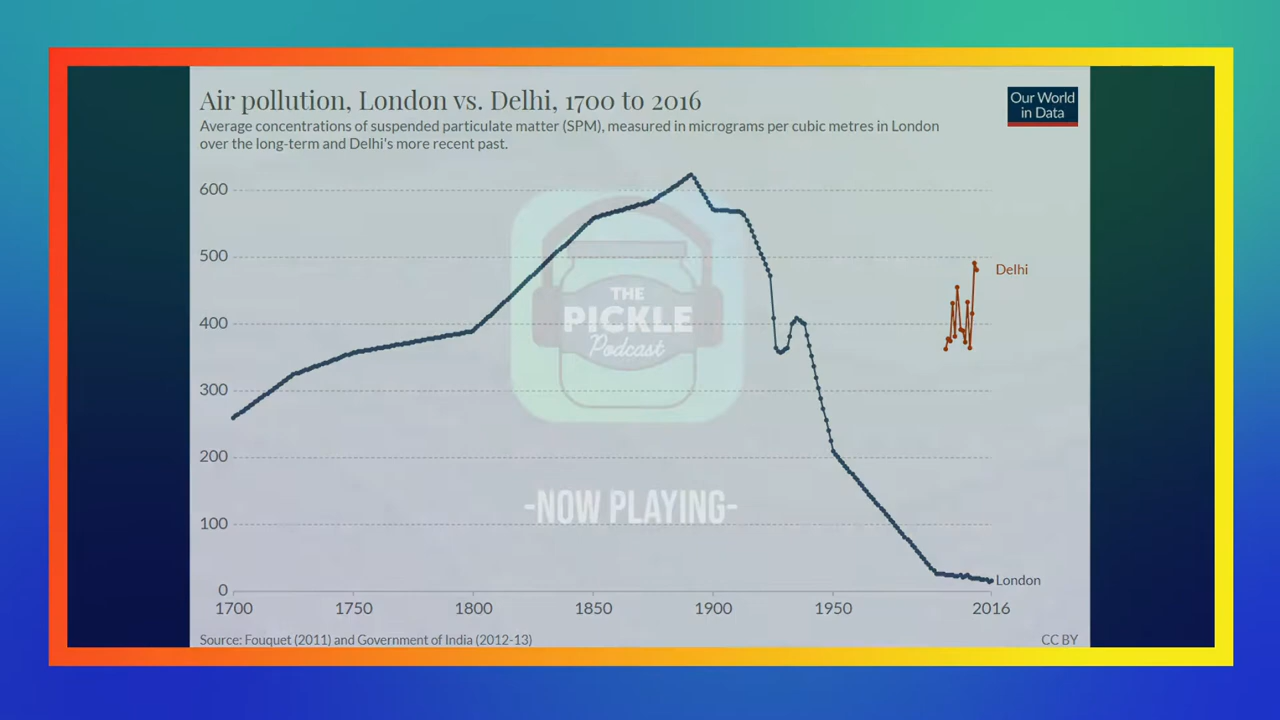 Air pollution, London vs. Delhi, 1700 to 2016
Our World
in Data
Average concentrations of suspended particulate matter (SPM), measured in micrograms per cubic metres in London
over the long-term and Delhi's more recent past.
600
500
400
300
200
100
0
Delhi
London
THE
PICKLE
Podcast
-NOW PLAYING-
1700
1750
1800
1850
1900
1950
2016
Source: Fouquet (2011) and Government of India (2012-13)
CC BY